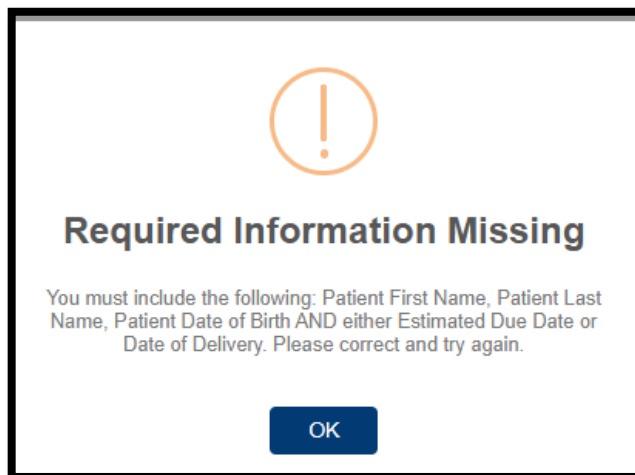 Required Information Missing
You must include the following: Patient First Name, Patient Last
Name, Patient Date of Birth AND either Estimated Due Date or
Date of Delivery. Please correct and try again.
OK